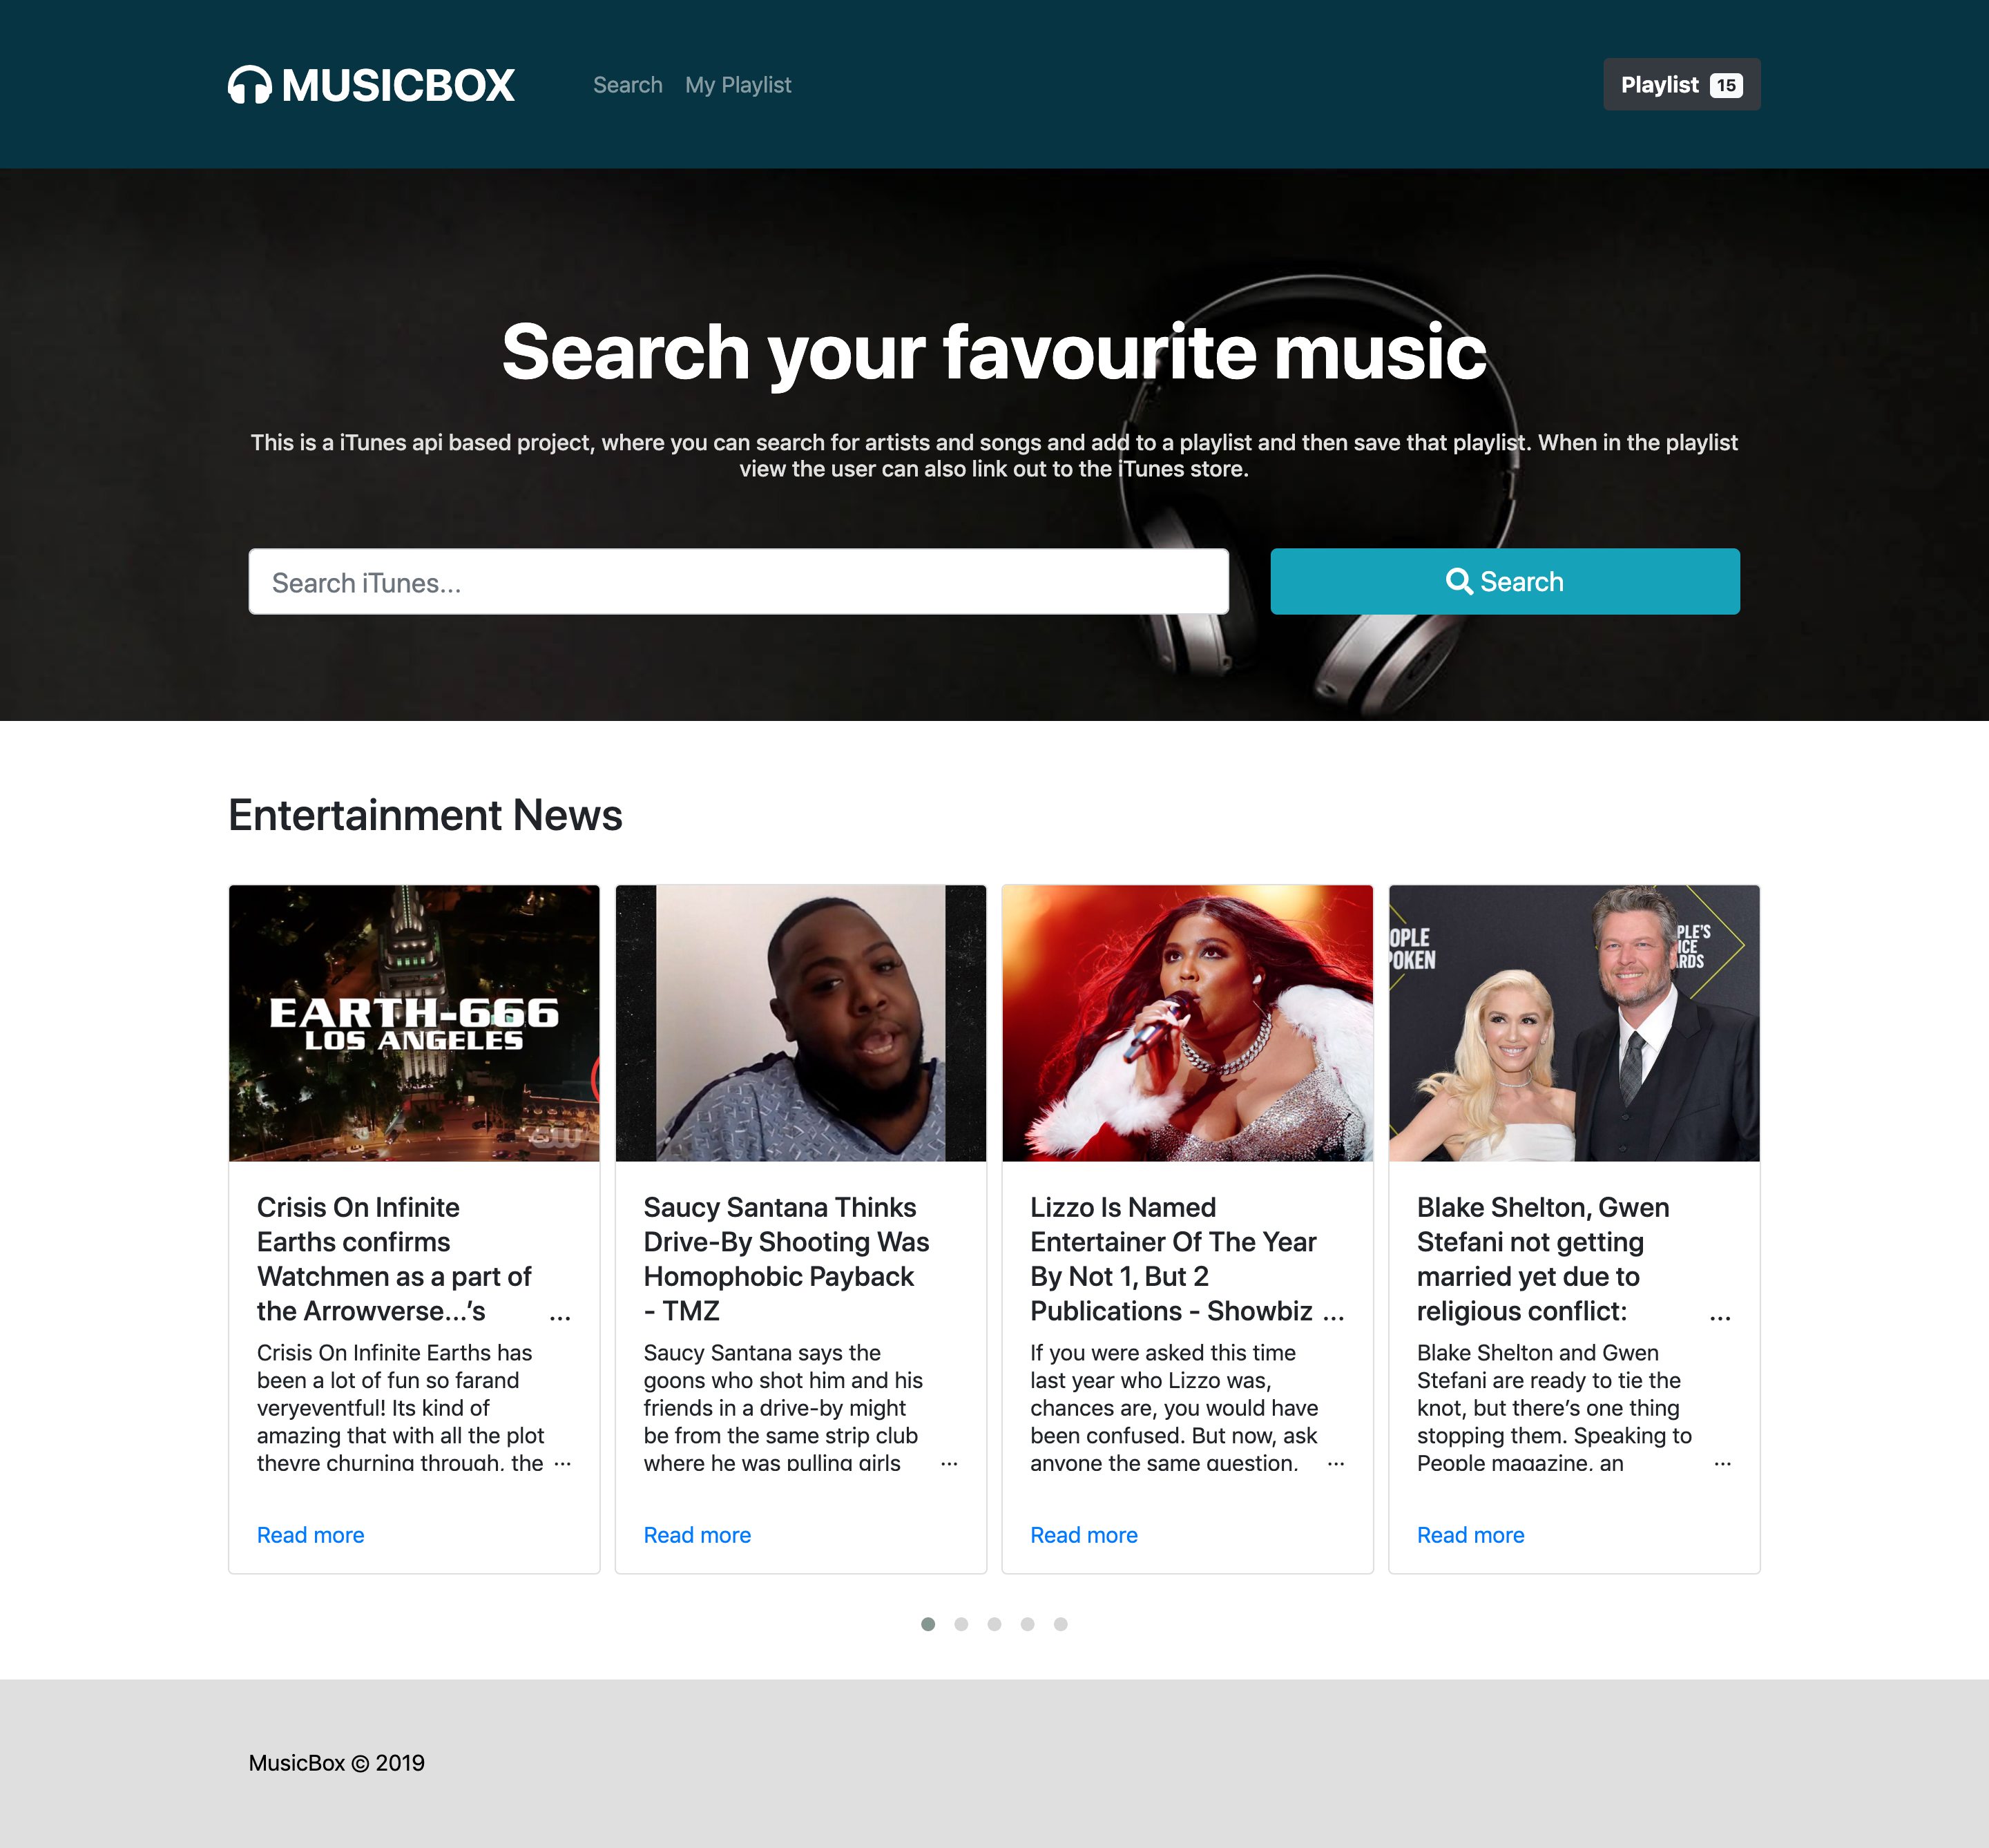 MUSICBOX
Search
My Playlist
Playlist 15
Search your favourite music
This is a iTunes api based project, where you can search for artists and songs and add to a playlist and then save that playlist. When in the playlist
view the user can also link out to the iTunes store.
Search iTunes...
Search
Entertainment News
EARTH-666
LOS ANGELES
CW
Crisis On Infinite
Earths confirms
Watchmen as a part of
the Arrowverse...’s ...
Crisis On Infinite Earths has
been a lot of fun so farand
veryeventful! Its kind of
amazing that with all the plot
theyre churning through, the ...
Read more
Saucy Santana Thinks
Drive-By Shooting Was
Homophobic Payback
- TMZ
Saucy Santana says the
goons who shot him and his
friends in a drive-by might
be from the same strip club
where he was pulling girls ...
Read more
Lizzo Is Named
Entertainer Of The Year
By Not 1, But 2
Publications - Showbiz ...
If you were asked this time
last year who Lizzo was,
chances are, you would have
been confused. But now, ask
anyone the same question, ...
Read more
OPLE
POKEN
PLE'S
ICE
ARDS
Blake Shelton, Gwen
Stefani not getting
married yet due to
religious conflict: ...
Blake Shelton and Gwen
Stefani are ready to tie the
knot, but there’s one thing
stopping them. Speaking to
People magazine, an ...
Read more
MusicBox © 2019